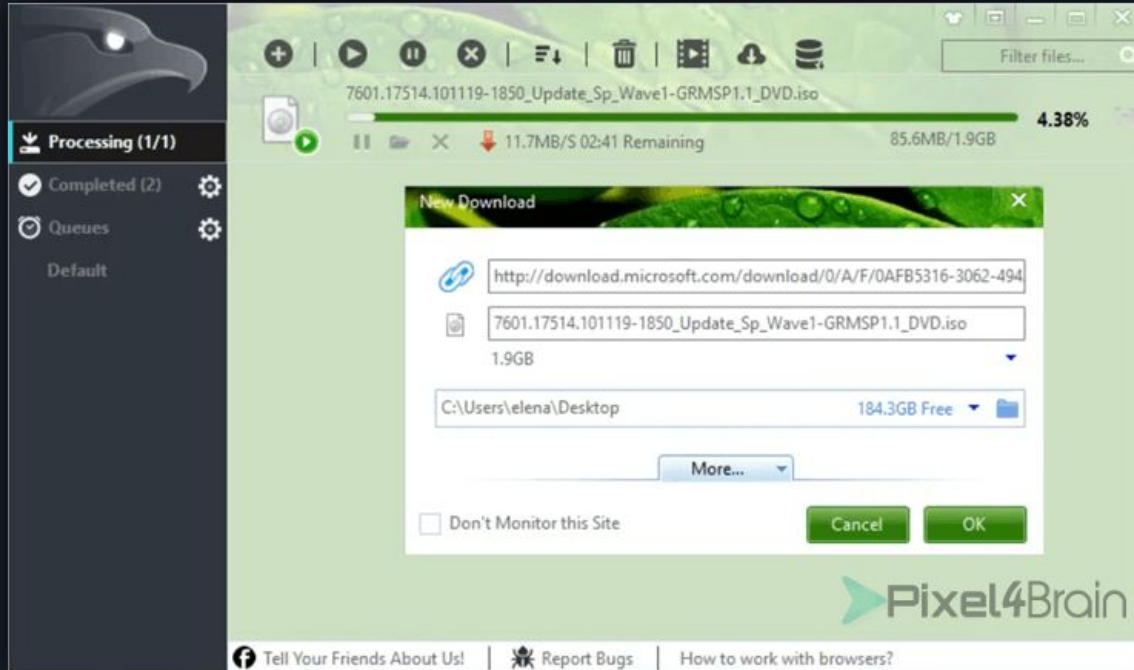 Filter files...
7601.17514.101119-1850_Update_Sp_Wave1-GRMSP1.1_DVD.iso
4.38%
11.7MB/S 02:41 Remaining
85.6MB/1.9GB
Processing (1/1)
Completed (2)
Queues
Default
New Download
http://download.microsoft.com/download/0/A/F/0AFB5316-3062-494
7601.17514.101119-1850_Update_Sp_Wave1-GRMSP1.1_DVD.iso
1.9GB
C:\Users\elena\Desktop 184.3GB Free
More...
Don't Monitor this Site
Cancel OK
Pixel4Brain
Tell Your Friends About Us! Report Bugs How to work with browsers?